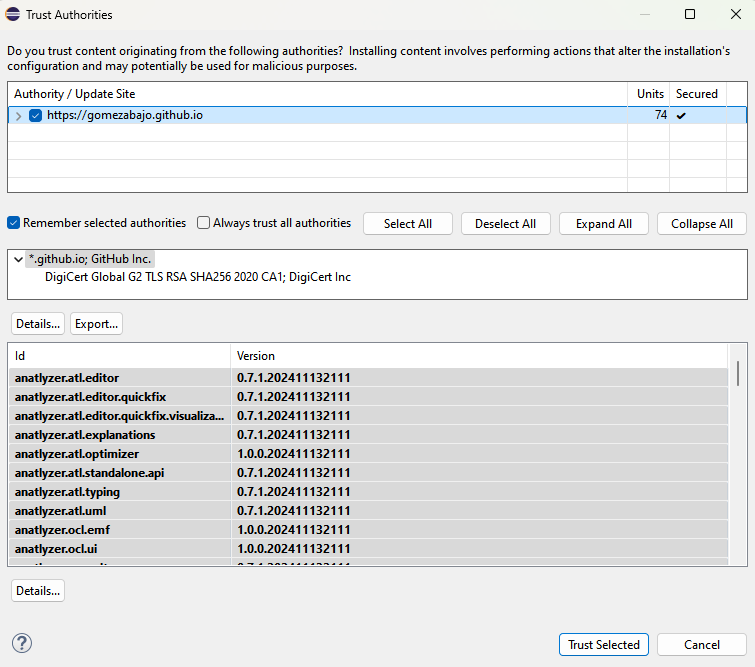 Trust Authorities
Do you trust content originating from the following authorities?  Installing content involves performing actions that alter the installation's
configuration and may potentially be used for malicious purposes.
Authority / Update Site Units Secured
https://gomezabajo.github.io 74 ✔
Remember selected authorities Always trust all authorities Select All Deselect All Expand All Collapse All
*.github.io; GitHub Inc.
DigiCert Global G2 TLS RSA SHA256 2020 CA1; DigiCert Inc
Details... Export...
Id Version
anatlyzer.atl.editor 0.7.1.202411132111
anatlyzer.atl.editor.quickfix 0.7.1.202411132111
anatlyzer.atl.editor.quickfix.visualiza... 0.7.1.202411132111
anatlyzer.atl.explanations 0.7.1.202411132111
anatlyzer.atl.optimizer 1.0.0.202411132111
anatlyzer.atl.standalone.api 0.7.1.202411132111
anatlyzer.atl.typing 0.7.1.202411132111
anatlyzer.atl.uml 0.7.1.202411132111
anatlyzer.ocl.emf 1.0.0.202411132111
anatlyzer.ocl.ui 1.0.0.202411132111
Details...
? Trust Selected Cancel